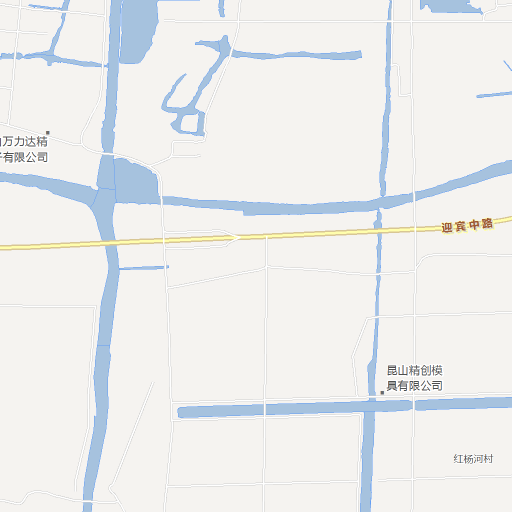 万力达精
有限公司
迎宾中路
昆山精创模
具有限公司
红杨河村